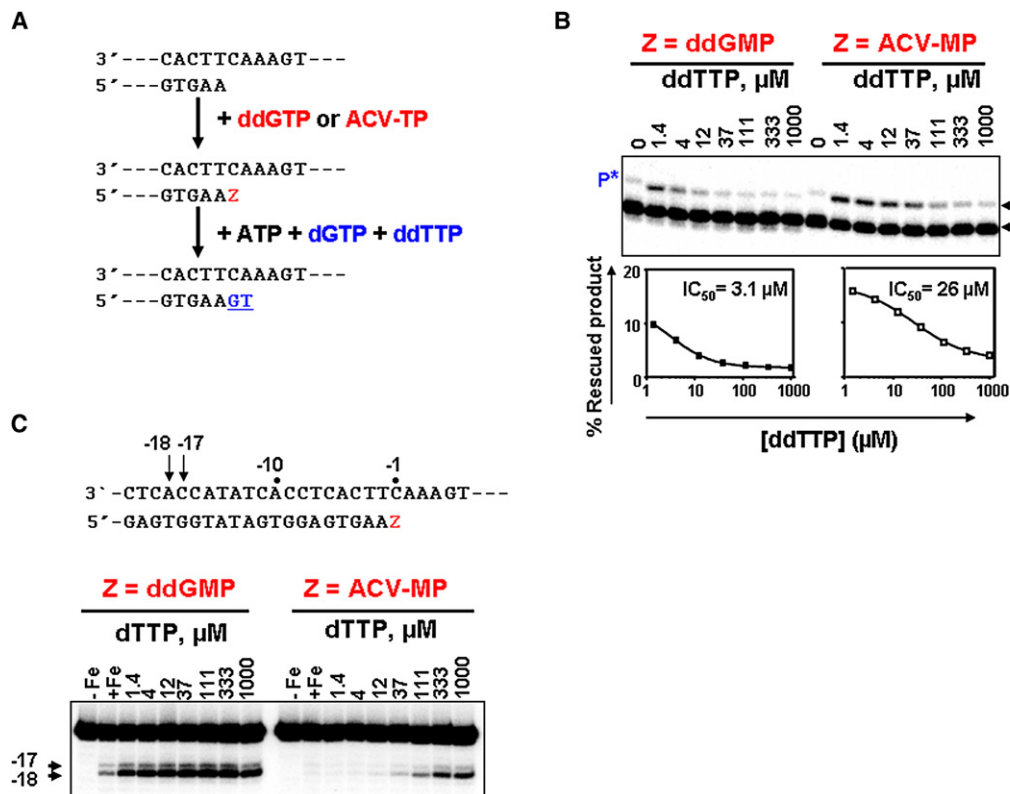 A
3´---CACTTCAAAGT---
5´---GTGAA
+ ddGTP or ACV-TP
3´---CACTTCAAAGT---
5´---GTGAAZ
+ ATP + dGTP + ddTTP
3´---CACTTCAAAGT---
5´---GTGAAGT
B
Z = ddGMP Z = ACV-MP
ddTTP, µM ddTTP, µM
0 1.4 4 12 37 111 333 1000 0 1.4 4 12 37 111 333 1000
P*
20
10
0
IC50= 3.1 µM
IC50= 26 µM
1 10 100 1000 1 10 100 1000
% Rescued product
[ddTTP] (µM)
C
-18 -17 -10 -1
3`-CTCACCATATCACCTCACTTCAAAGT---
5´-GAGTGGTATAGTGGAGTGAAZ
Z = ddGMP Z = ACV-MP
dTTP, µM dTTP, µM
- Fe +Fe 1.4 4 12 37 111 333 1000 - Fe +Fe 1.4 4 12 37 111 333 1000
-17
-18